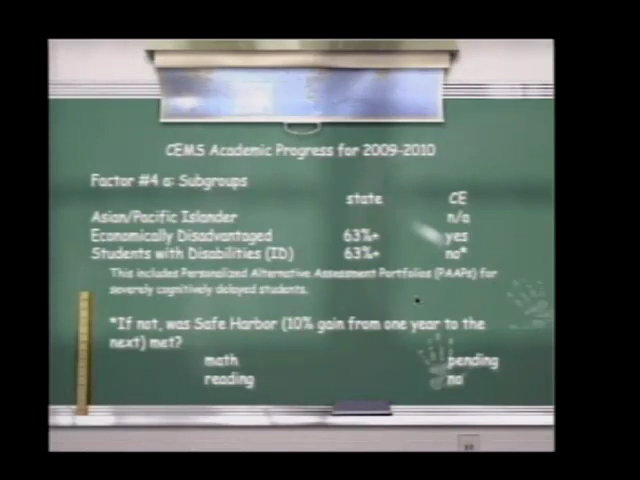 CEMS Academic Progress for 2009-2010
Factor #4 a: Subgroups
state CE
Asian/Pacific Islander n/a
Economically Disadvantaged 63%+ yes
Students with Disabilities (ID) 63%+ no*
This includes Personalized Alternative Assessment Portfolios (PAAPs) for
severely cognitively delayed students.
*If not, was Safe Harbor (10% gain from one year to the
next) met?
math pending
reading no